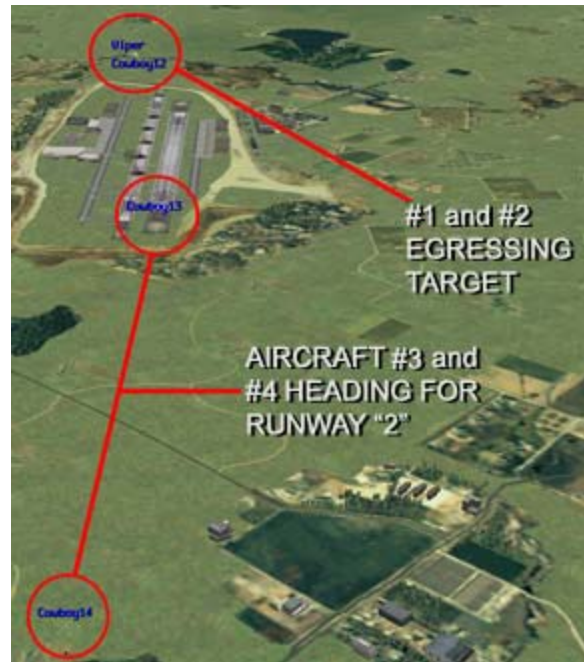 Viper
Cowboy12
Cowboy13
#1 and #2
EGRESSING
TARGET
AIRCRAFT #3 and
#4 HEADING FOR
RUNWAY “2”
Cowboy14